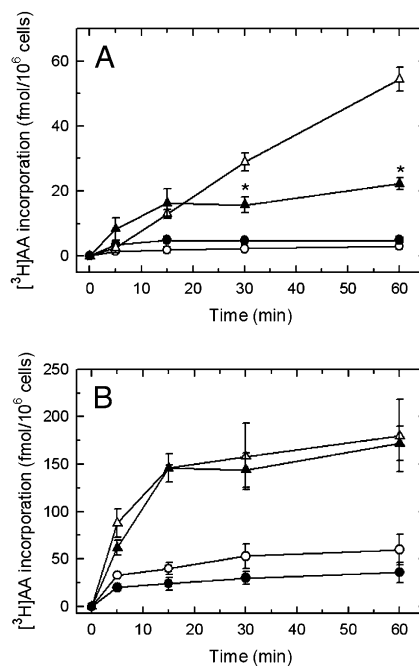 A
[³H]AA incorporation (fmol/10⁶ cells)
60
40
20
0
*
*
0 10 20 30 40 50 60
Time (min)
B
[³H]AA incorporation (fmol/10⁶ cells)
250
200
150
100
50
0
0 10 20 30 40 50 60
Time (min)